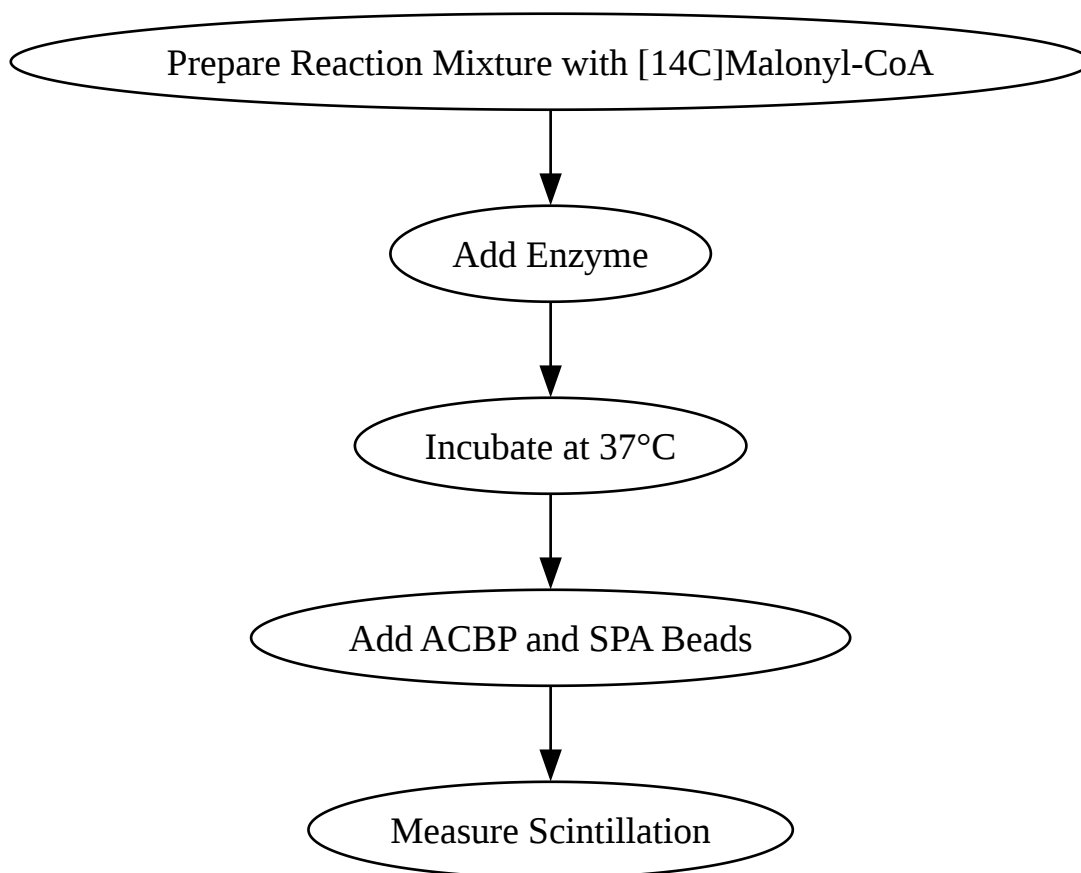 Prepare Reaction Mixture with [14C]Malonyl-CoA
Add Enzyme
Incubate at 37°C
Add ACBP and SPA Beads
Measure Scintillation